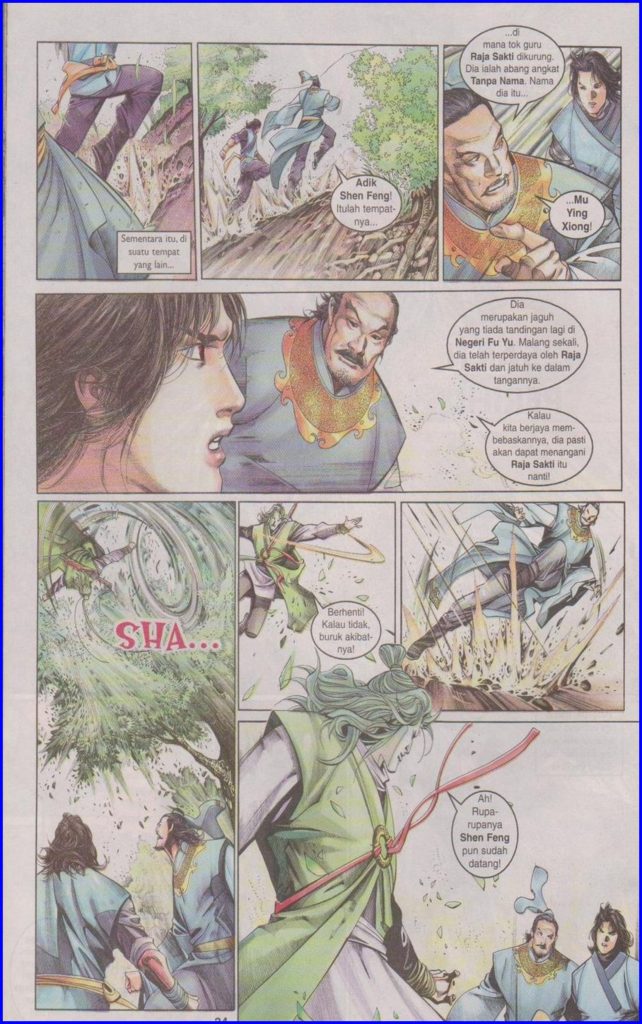 Sementara itu, di
suatu tempat
yang lain...
Adik
Shen Feng!
Itulah tempat-
nya...
...di
mana tok guru
Raja Sakti dikurung.
Dia ialah abang angkat
Tanpa Nama. Nama
dia itu...
...Mu
Ying
Xiong!
Dia
merupakan jaguh
yang tiada tandingan lagi di
Negeri Fu Yu. Malang sekali,
dia telah terperdaya oleh Raja
Sakti dan jatuh ke dalam
tangannya.
Kalau
kita berjaya mem-
bebaskannya, dia pasti
akan dapat menangani
Raja Sakti itu
nanti!
SHA...
Berhenti!
Kalau tidak,
buruk akibat-
nya!
Ah!
Rupa-
rupanya
Shen Feng
pun sudah
datang!